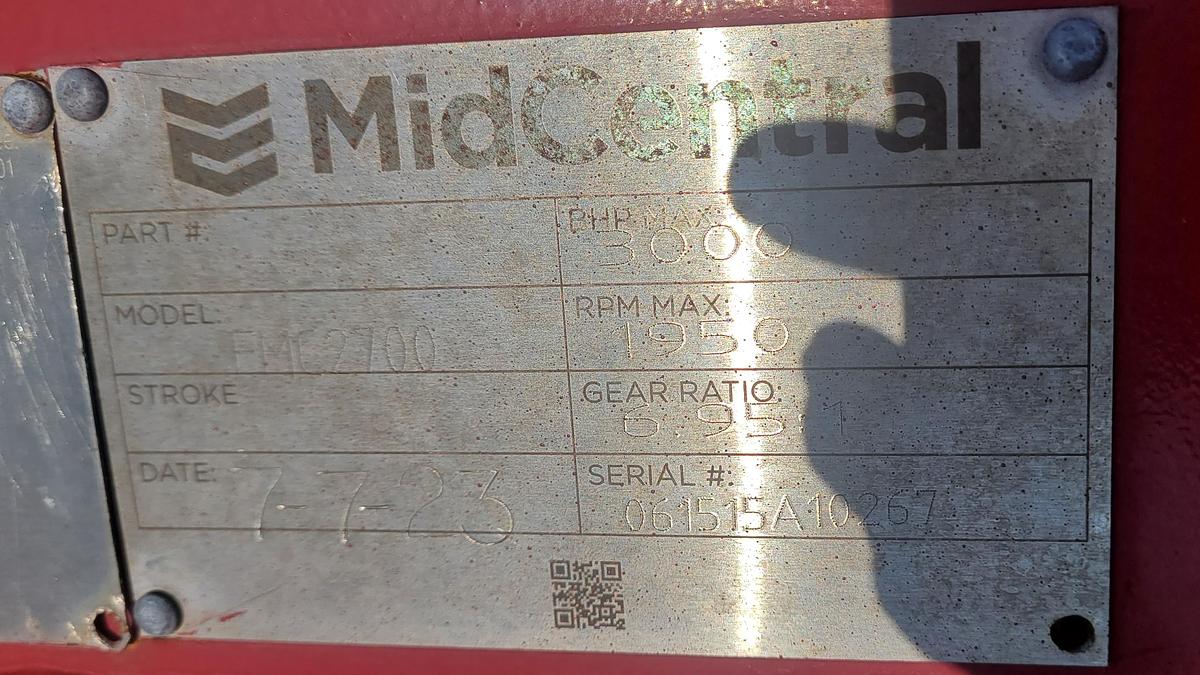 MidCentral
PART #:
BHP MAX:
3000
MODEL:
FMC2700
RPM MAX:
1950
STROKE
GEAR RATIO:
6.95:1
DATE:
7-7-23
SERIAL #:
061515A10267
01